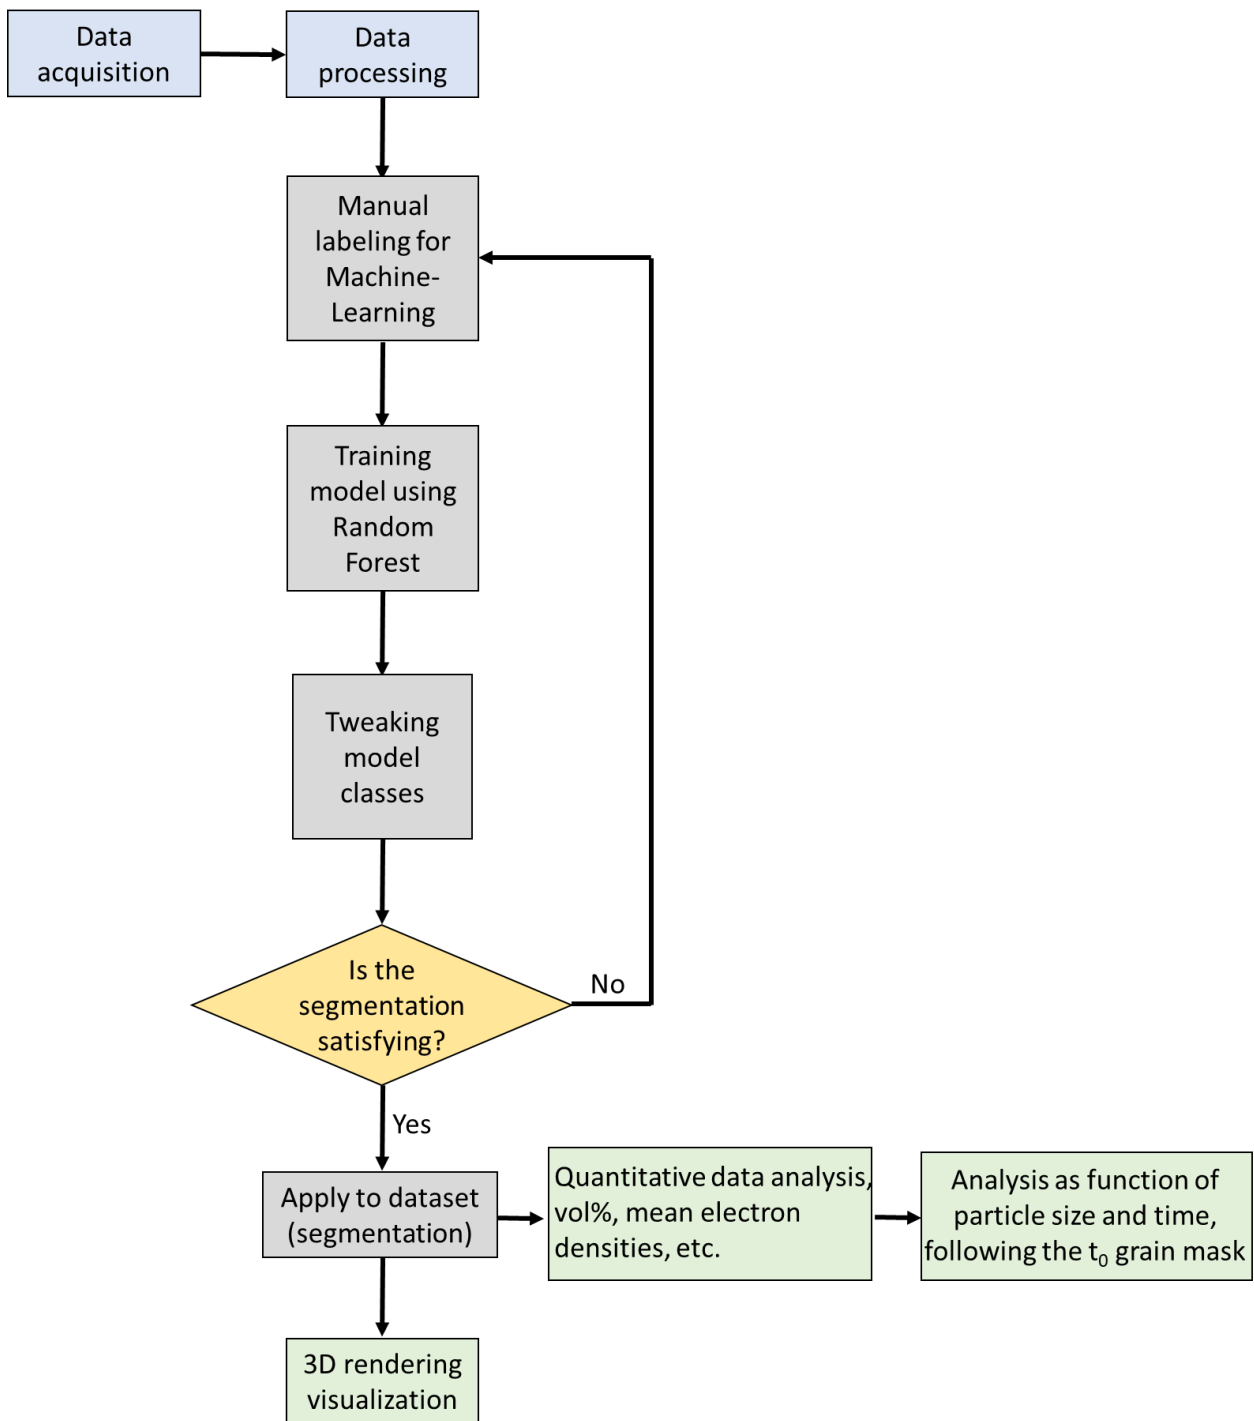 Data
acquisition
Data
processing
Manual
labeling for
Machine-
Learning
Training
model using
Random
Forest
Tweaking
model
classes
Is the
segmentation
satisfying?
No
Yes
Apply to dataset
(segmentation)
Quantitative data analysis,
vol%, mean electron
densities, etc.
Analysis as function of
particle size and time,
following the t₀ grain mask
3D rendering
visualization